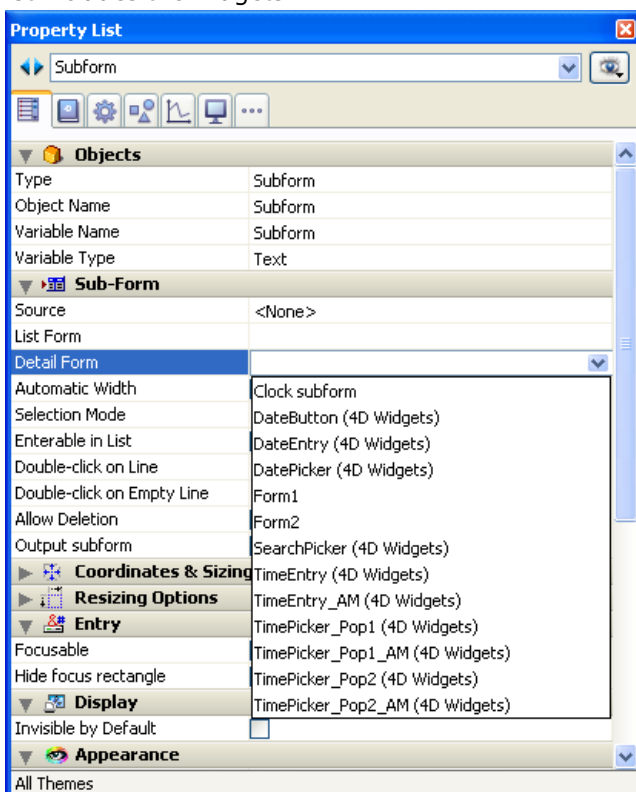 Property List
Subform
Objects
Type Subform
Object Name Subform
Variable Name Subform
Variable Type Text
Sub-Form
Source <None>
List Form
Detail Form
Automatic Width
Selection Mode
Enterable in List
Double-click on Line
Double-click on Empty Line
Allow Deletion
Output subform
Clock subform
DateButton (4D Widgets)
DateEntry (4D Widgets)
DatePicker (4D Widgets)
Form1
Form2
SearchPicker (4D Widgets)
TimeEntry (4D Widgets)
TimeEntry_AM (4D Widgets)
TimePicker_Pop1 (4D Widgets)
TimePicker_Pop1_AM (4D Widgets)
TimePicker_Pop2 (4D Widgets)
TimePicker_Pop2_AM (4D Widgets)
Coordinates & Sizing
Resizing Options
Entry
Focusable
Hide focus rectangle
Display
Invisible by Default
Appearance
All Themes